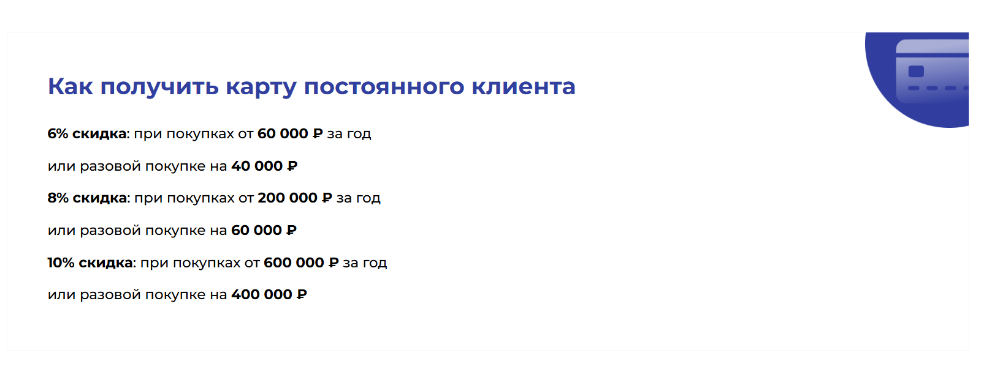 Как получить карту постоянного клиента
6% скидка: при покупках от 60 000 ₽ за год
или разовой покупке на 40 000 ₽
8% скидка: при покупках от 200 000 ₽ за год
или разовой покупке на 60 000 ₽
10% скидка: при покупках от 600 000 ₽ за год
или разовой покупке на 400 000 ₽